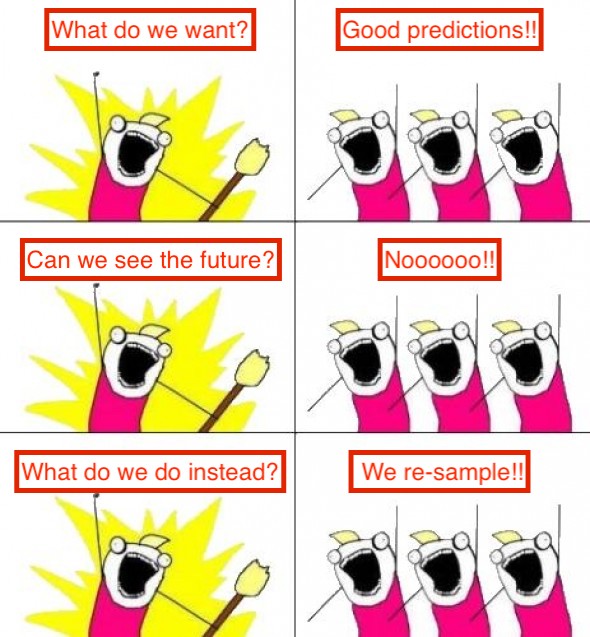 What do we want?
Good predictions!!
Can we see the future?
Noooooo!!
What do we do instead?
We re-sample!!